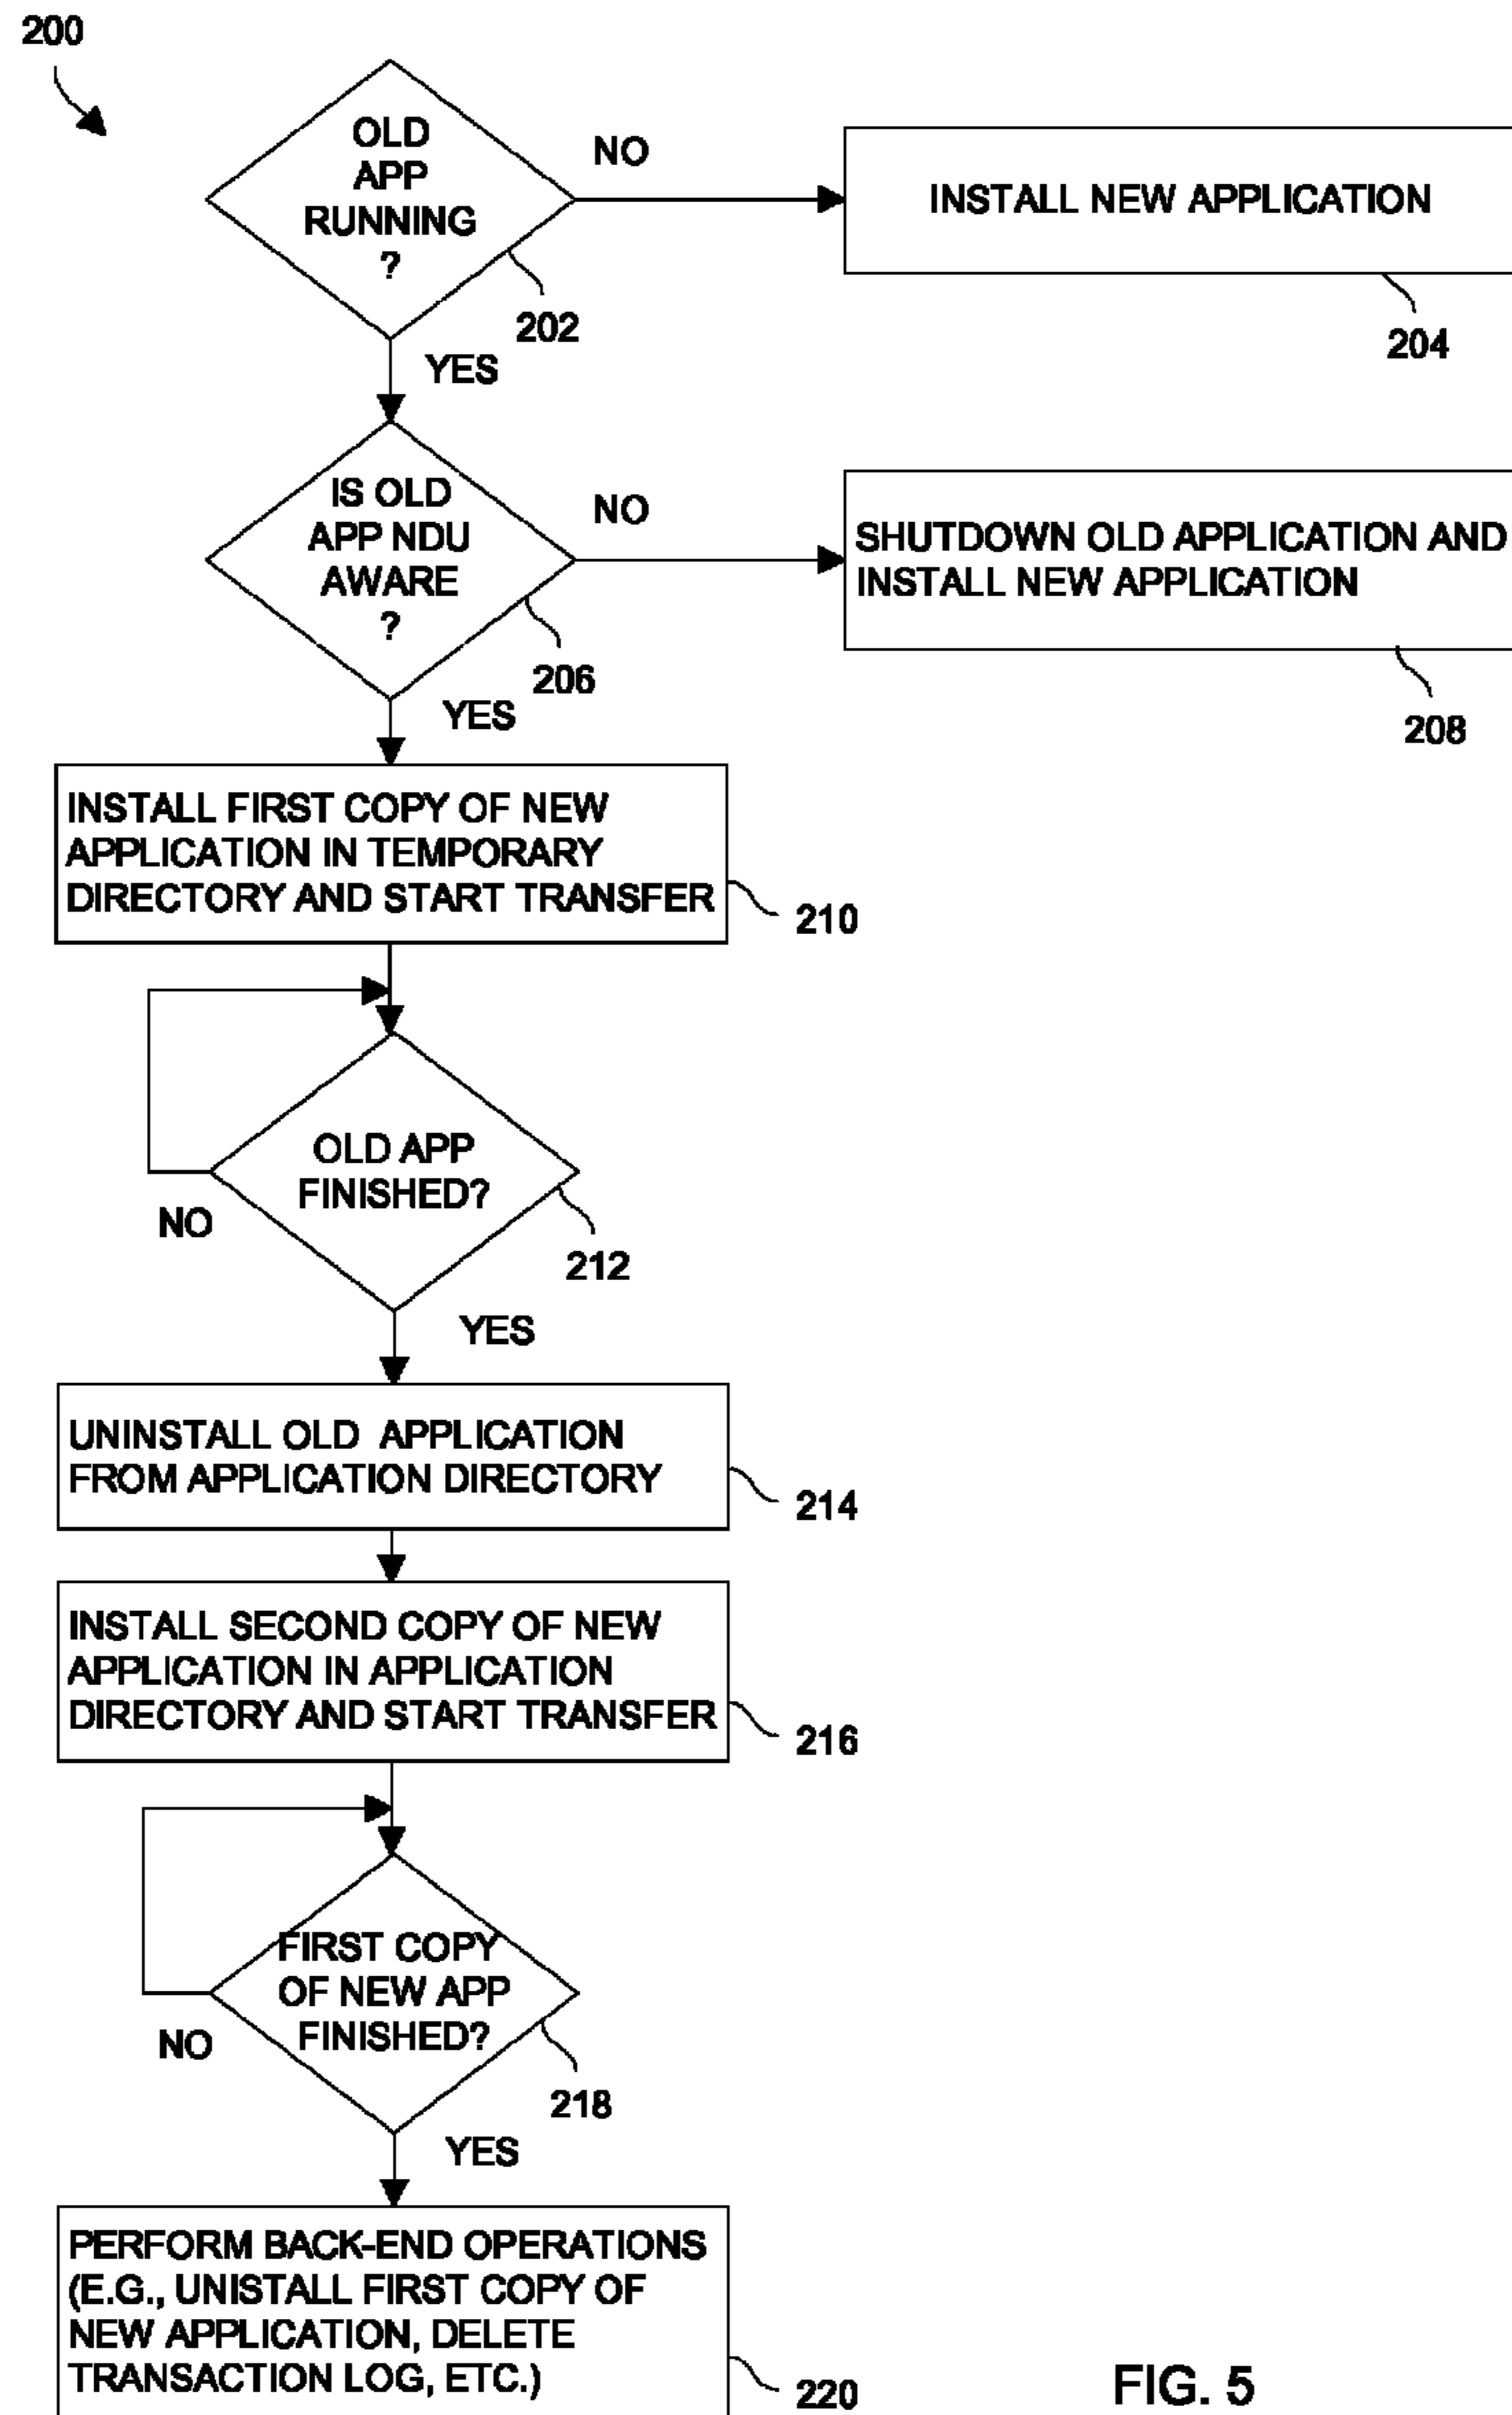 200
OLD
APP
RUNNING
?
NO
INSTALL NEW APPLICATION
202
204
YES
IS OLD
APP NDU
AWARE
?
NO
SHUTDOWN OLD APPLICATION AND
INSTALL NEW APPLICATION
206
208
YES
INSTALL FIRST COPY OF NEW
APPLICATION IN TEMPORARY
DIRECTORY AND START TRANSFER
210
OLD APP
FINISHED?
NO
212
YES
UNINSTALL OLD APPLICATION
FROM APPLICATION DIRECTORY
214
INSTALL SECOND COPY OF NEW
APPLICATION IN APPLICATION
DIRECTORY AND START TRANSFER
216
FIRST COPY
OF NEW APP
FINISHED?
NO
218
YES
PERFORM BACK-END OPERATIONS
(E.G., UNISTALL FIRST COPY OF
NEW APPLICATION, DELETE
TRANSACTION LOG, ETC.)
220
FIG. 5